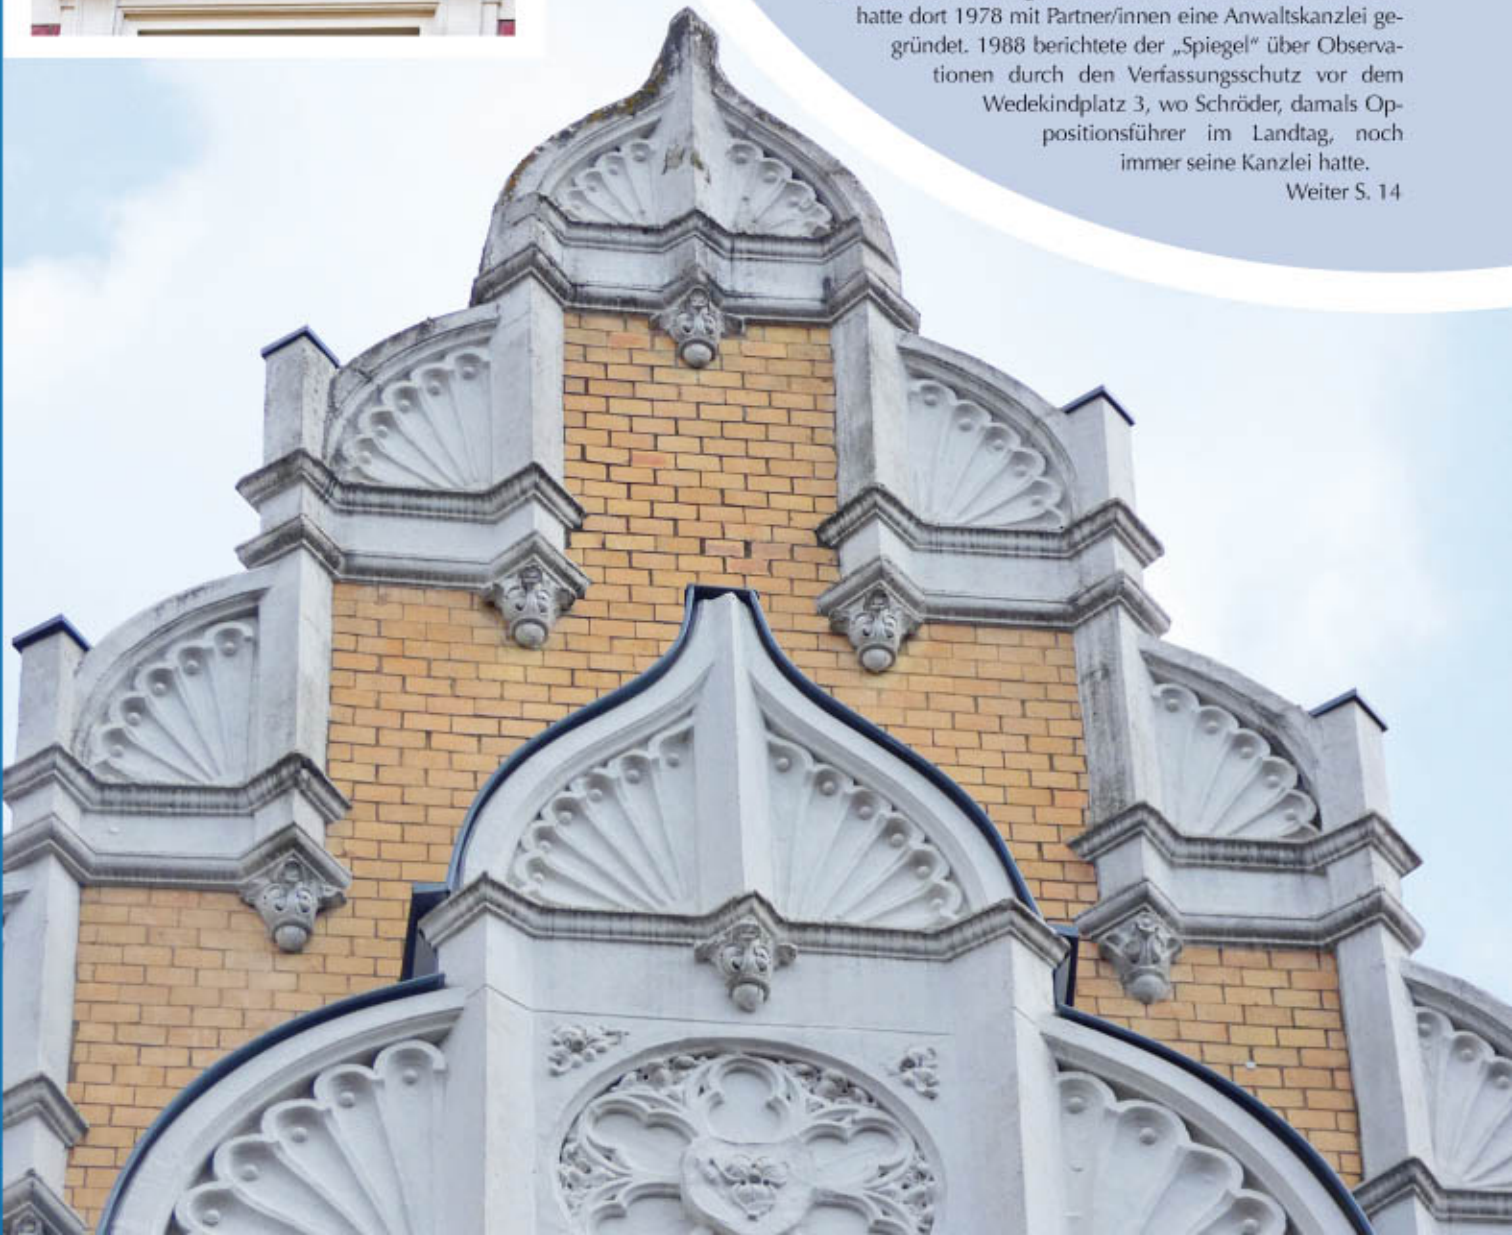 hatte dort 1978 mit Partner/innen eine Anwaltskanzlei ge-
gründet. 1988 berichtete der „Spiegel“ über Observa-
tionen durch den Verfassungsschutz vor dem
Wedekindplatz 3, wo Schröder, damals Op-
positionsführer im Landtag, noch
immer seine Kanzlei hatte.
Weiter S. 14